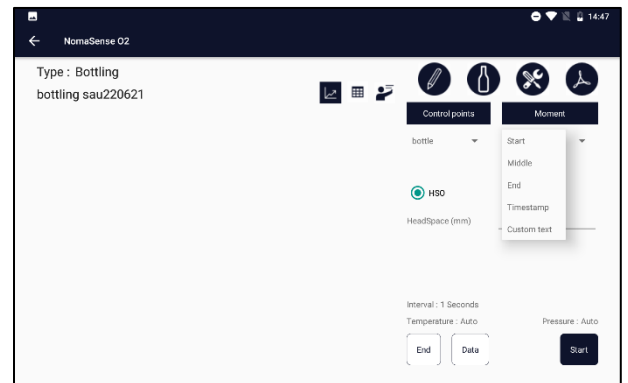 14:47
NomaSense O2
Type : Bottling
bottling sau220621
Control points
Moment
bottle
Start
Middle
End
Timestamp
Custom text
HSO
HeadSpace (mm)
Interval : 1 Seconds
Temperature : Auto
Pressure : Auto
End
Data
Start